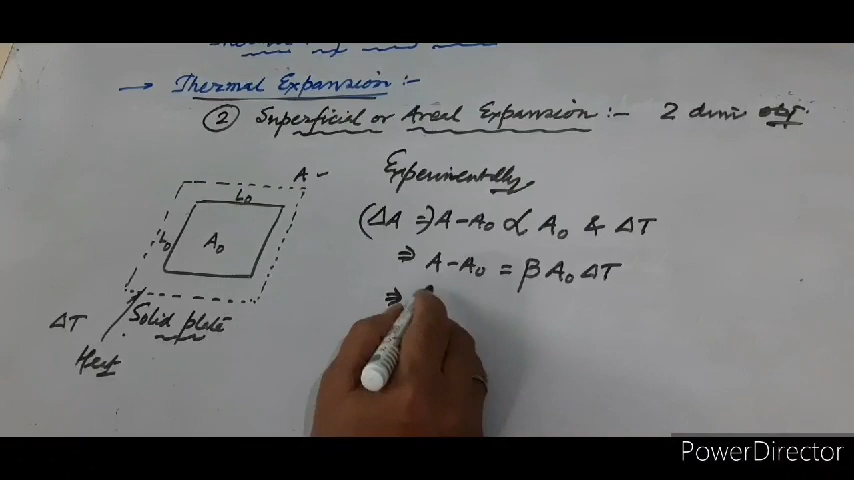 → Thermal Expansion :-
② Superficial or Areal Expansion :- 2 dim obj.
A
L₀
Experimentally
L₀
A₀
(ΔA =) A-A₀ ∝ A₀ & ΔT
⇒ A-A₀ = β A₀ ΔT
⇒
Solid plate
ΔT
Heat
PowerDirector